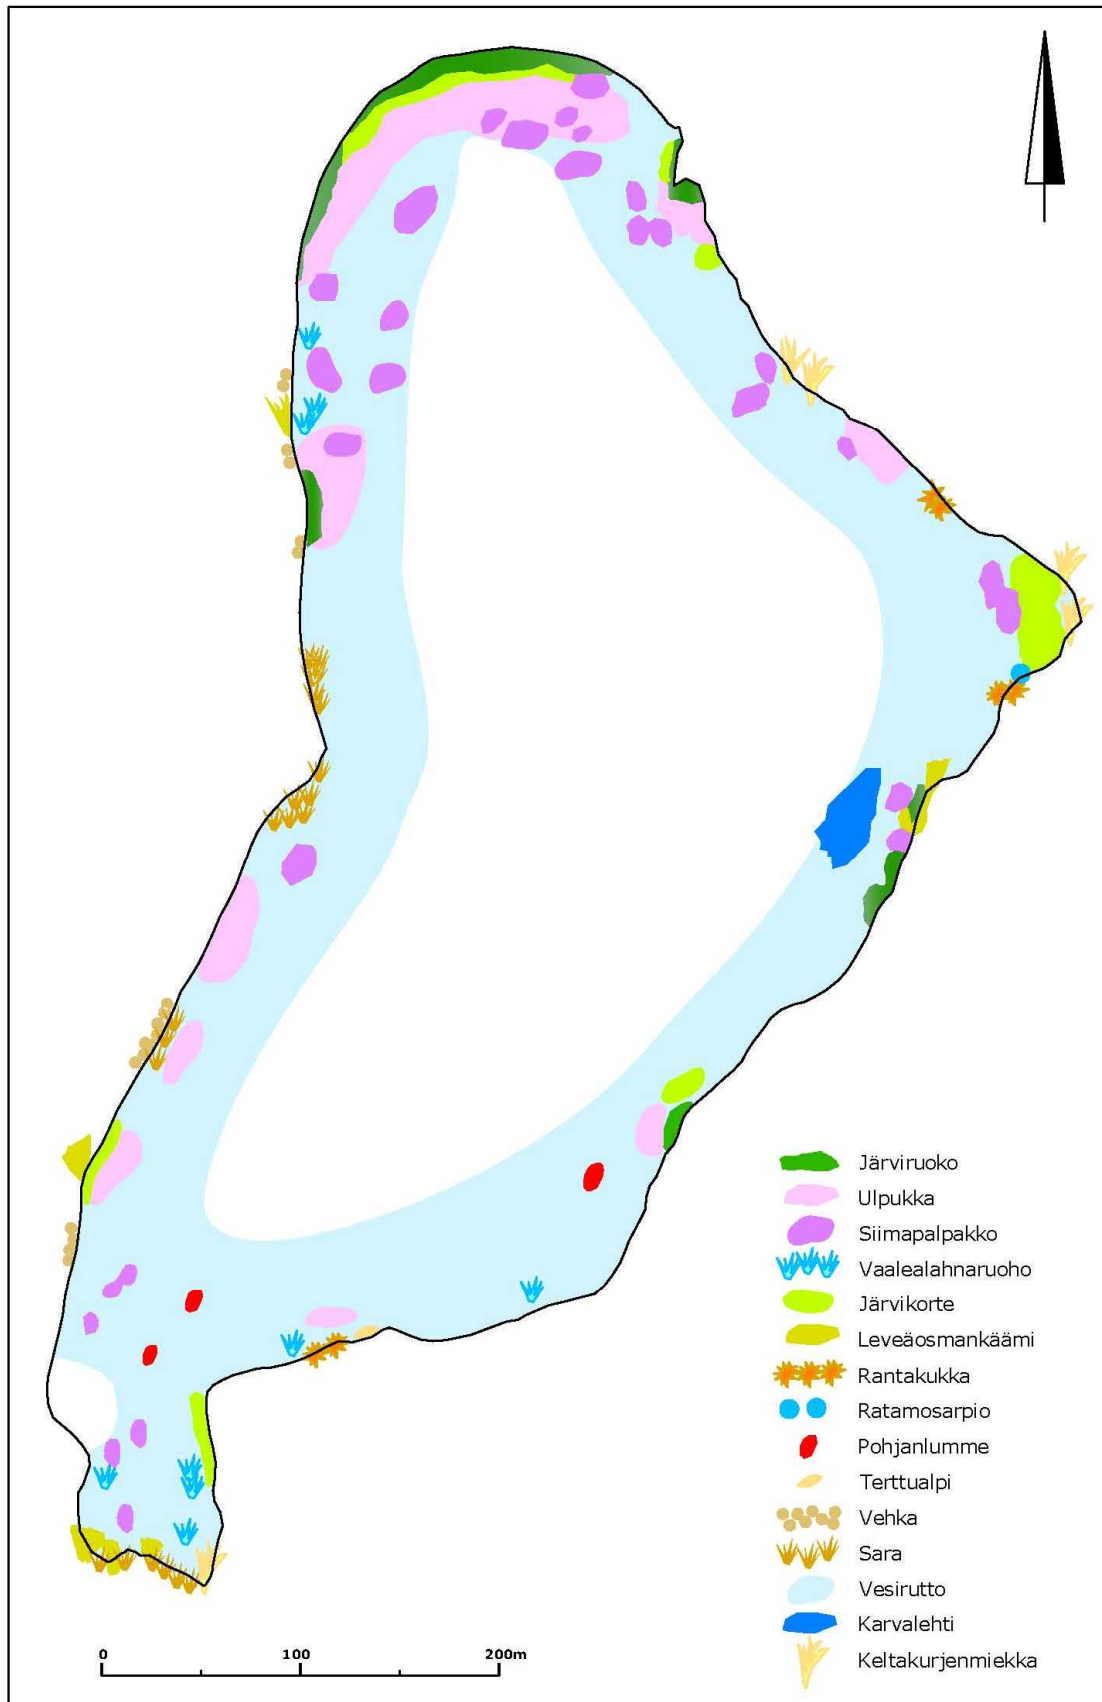 Järviruoko
Ulpukka
Siimapalpakko
Vaalealahnaruoho
Järvikorte
Leveäosmankäämi
Rantakukka
Ratamosarpio
Pohjanlumme
Terttualpi
Vehka
Sara
Vesirutto
Karvalehti
Keltakurjenmiekka
0 100 200m